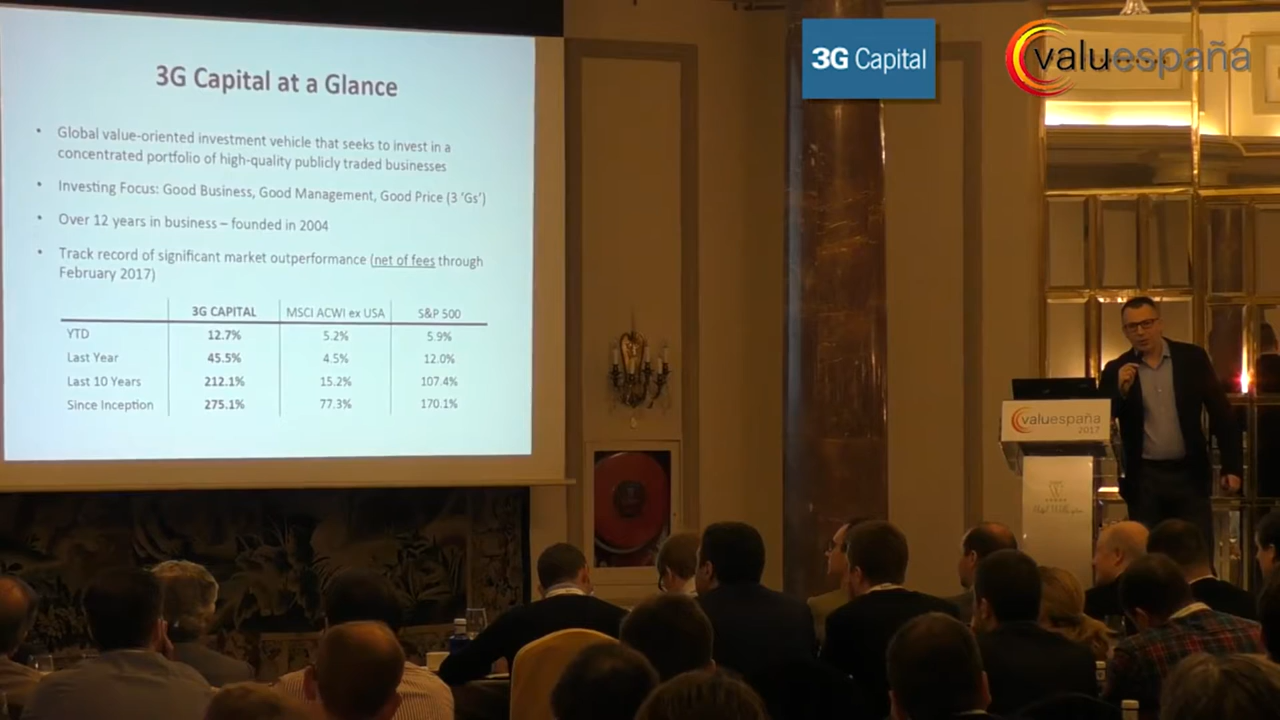 3G Capital at a Glance
• Global value-oriented investment vehicle that seeks to invest in a
concentrated portfolio of high-quality publicly traded businesses
• Investing Focus: Good Business, Good Management, Good Price (3 'Gs')
• Over 12 years in business – founded in 2004
• Track record of significant market outperformance (net of fees through
February 2017)
3G CAPITAL MSCI ACWI ex USA S&P 500
YTD 12.7% 5.2% 5.9%
Last Year 45.5% 4.5% 12.0%
Last 10 Years 212.1% 15.2% 107.4%
Since Inception 275.1% 77.3% 170.1%
3G Capital
valuespaña
valuespaña
2017
Hotel Wellington